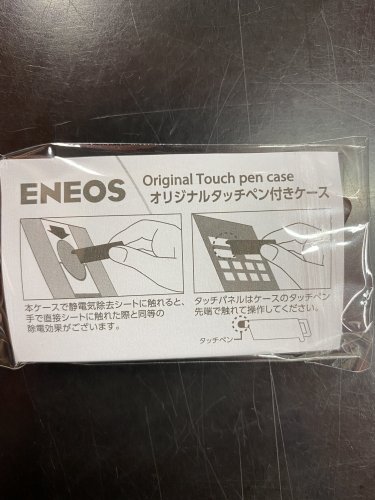 ENEOS
Original Touch pen case
オリジナルタッチペン付きケース
本ケースで静電気除去シートに触れると、
手で直接シートに触れた際と同等の
除電効果がございます。
タッチパネルはケースのタッチペン
先端で触れて操作してください。
タッチペン